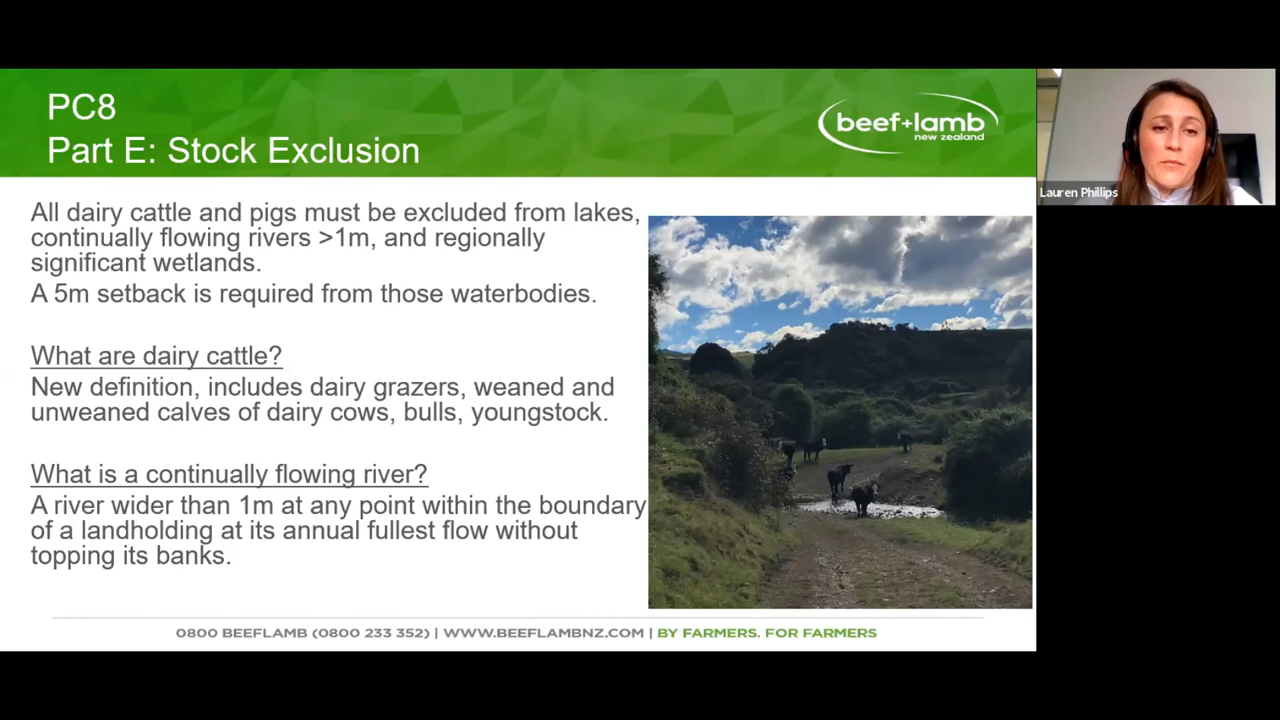 PC8
Part E: Stock Exclusion
beef+lamb
new zealand
Lauren Phillips
All dairy cattle and pigs must be excluded from lakes,
continually flowing rivers >1m, and regionally
significant wetlands.
A 5m setback is required from those waterbodies.
What are dairy cattle?
New definition, includes dairy grazers, weaned and
unweaned calves of dairy cows, bulls, youngstock.
What is a continually flowing river?
A river wider than 1m at any point within the boundary
of a landholding at its annual fullest flow without
topping its banks.
0800 BEEFLAMB (0800 233 352) | WWW.BEEFLAMBNZ.COM | BY FARMERS. FOR FARMERS